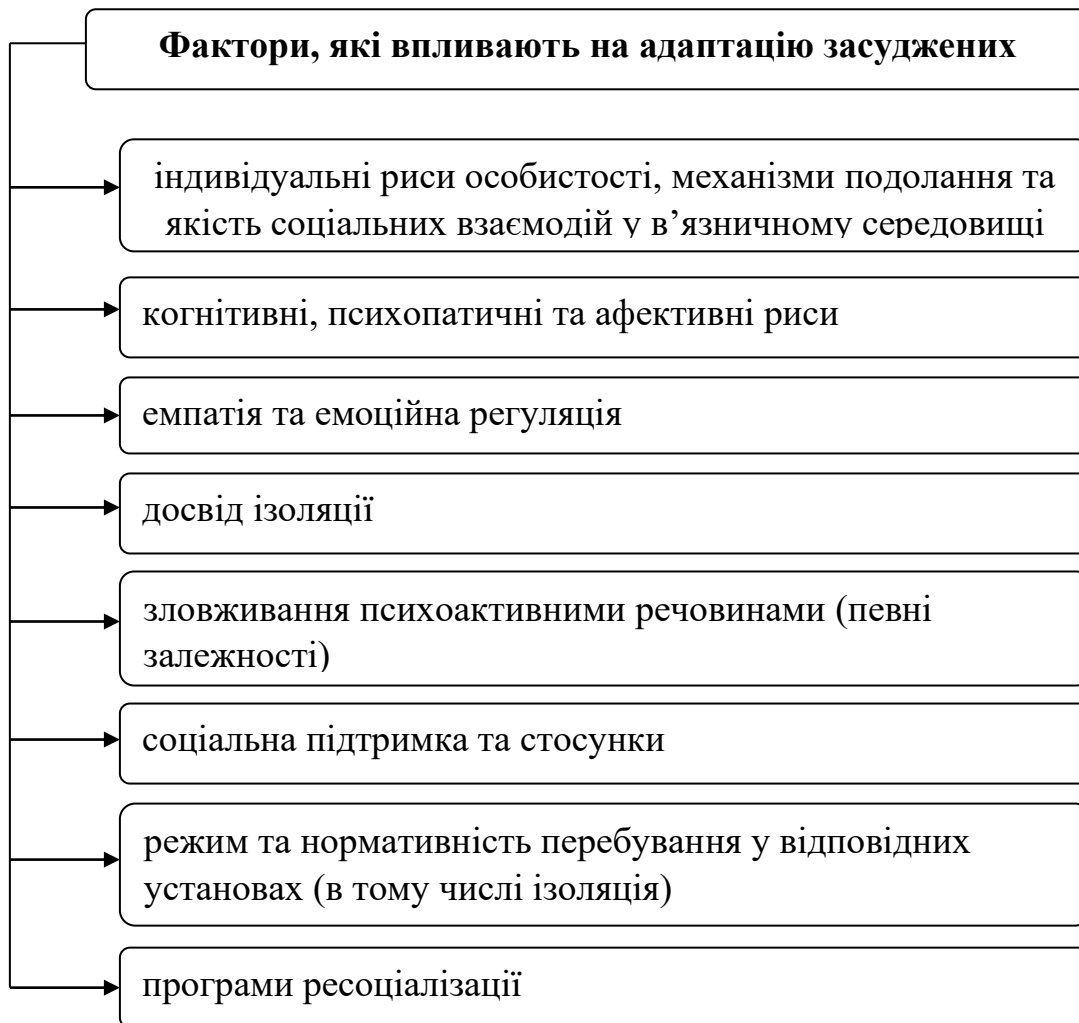 Фактори, які впливають на адаптацію засуджених
індивідуальні риси особистості, механізми подолання та
якість соціальних взаємодій у в’язничному середовищі
когнітивні, психопатичні та афективні риси
емпатія та емоційна регуляція
досвід ізоляції
зловживання психоактивними речовинами (певні
залежності)
соціальна підтримка та стосунки
режим та нормативність перебування у відповідних
установах (в тому числі ізоляція)
програми ресоціалізації